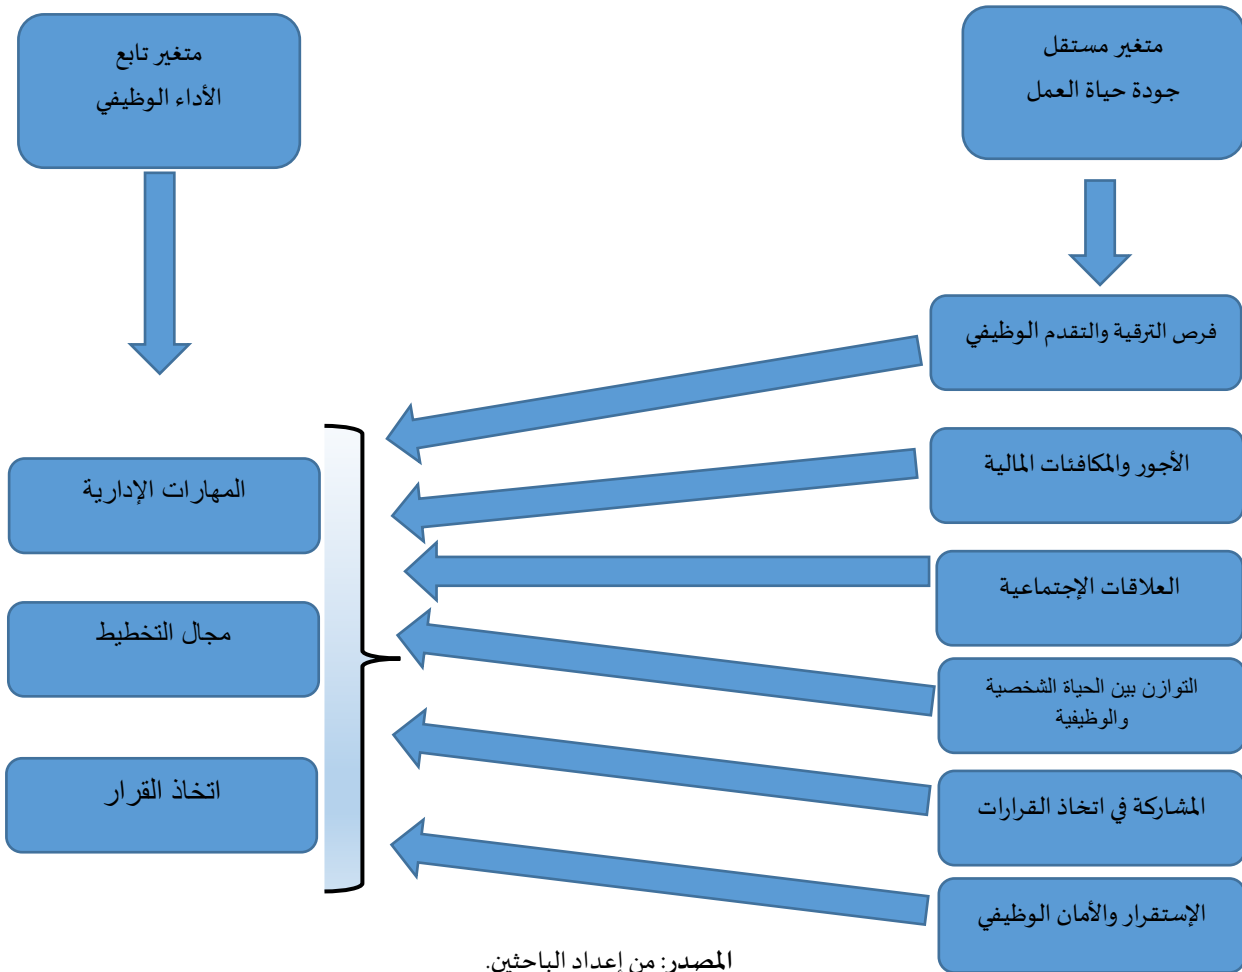 متغير مستقل
جودة حياة العمل
متغير تابع
الأداء الوظيفي
فرص الترقية والتقدم الوظيفي
الأجور والمكافئات المالية
العلاقات الإجتماعية
التوازن بين الحياة الشخصية
والوظيفية
المشاركة في اتخاذ القرارات
الإستقرار والأمان الوظيفي
المهارات الإدارية
مجال التخطيط
اتخاذ القرار
المصدر: من إعداد الباحثين.